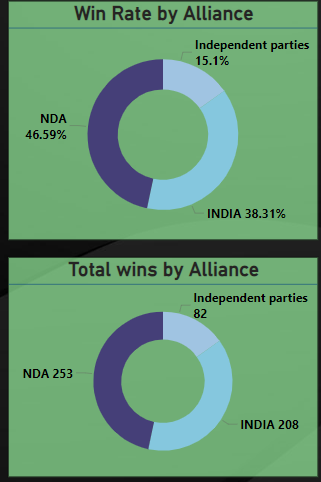 Win Rate by Alliance
Independent parties
15.1%
NDA
46.59%
INDIA 38.31%
Total wins by Alliance
Independent parties
82
NDA 253
INDIA 208